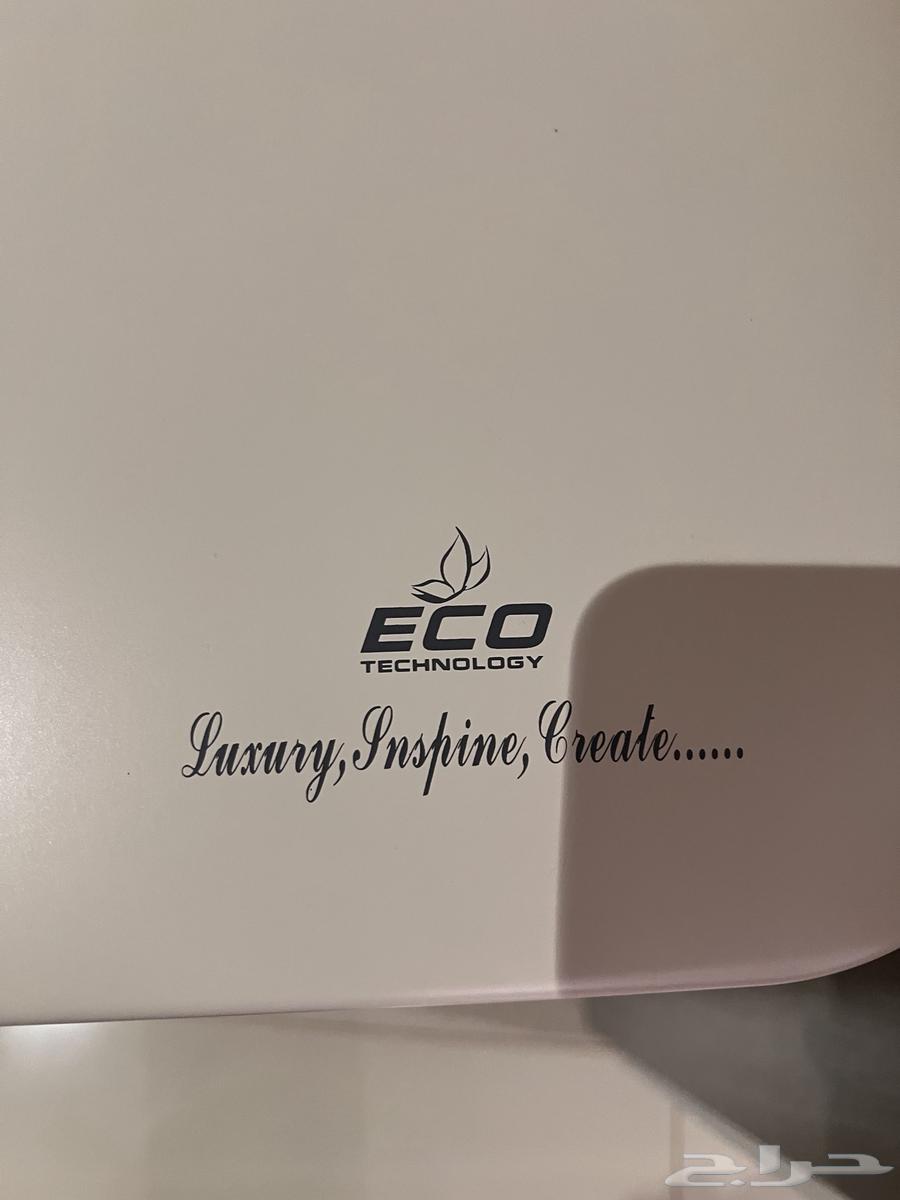 ECO
TECHNOLOGY
Luxury,Inspine,Create......
حراج